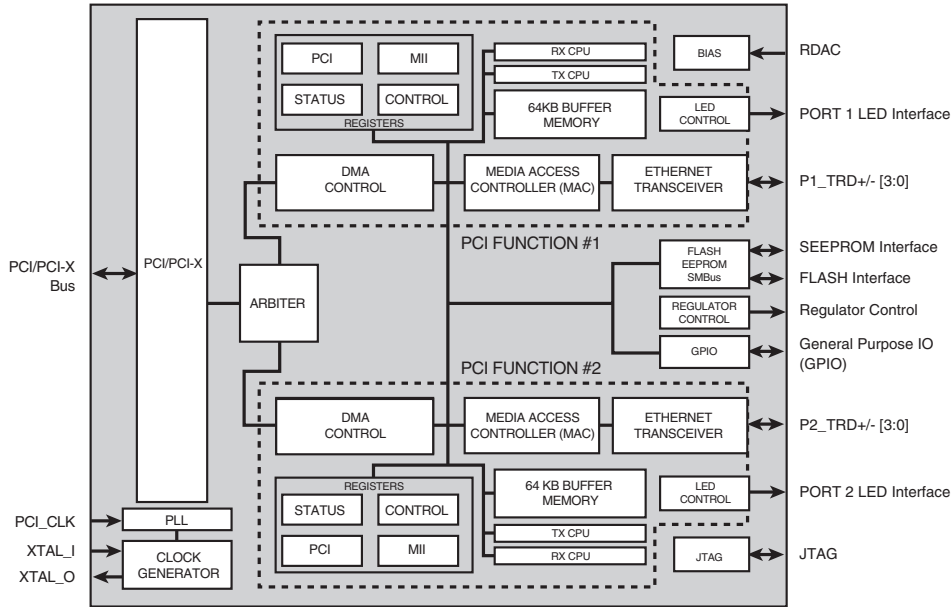 PCI
MII
STATUS
CONTROL
REGISTERS
RX CPU
TX CPU
64KB BUFFER
MEMORY
BIAS
RDAC
LED
CONTROL
PORT 1 LED Interface
DMA
CONTROL
MEDIA ACCESS
CONTROLLER (MAC)
ETHERNET
TRANSCEIVER
P1_TRD+/- [3:0]
PCI FUNCTION #1
PCI/PCI-X
Bus
PCI/PCI-X
ARBITER
FLASH
EEPROM
SMBus
SEEPROM Interface
FLASH Interface
REGULATOR
CONTROL
Regulator Control
GPIO
General Purpose IO
(GPIO)
PCI FUNCTION #2
DMA
CONTROL
MEDIA ACCESS
CONTROLLER (MAC)
ETHERNET
TRANSCEIVER
P2_TRD+/- [3:0]
REGISTERS
STATUS
CONTROL
PCI
MII
64 KB BUFFER
MEMORY
TX CPU
RX CPU
LED
CONTROL
PORT 2 LED Interface
JTAG
JTAG
PCI_CLK
PLL
XTAL_I
XTAL_O
CLOCK
GENERATOR